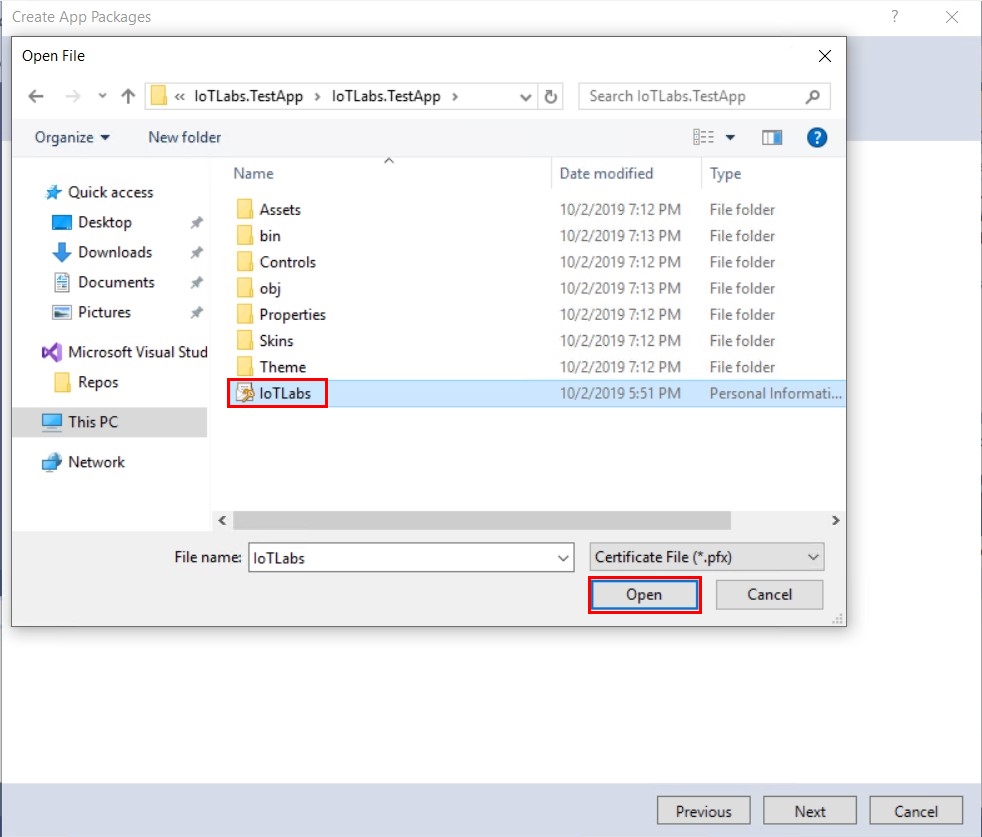 Create App Packages ?
Open File
« IoTLabs.TestApp › IoTLabs.TestApp › Search IoTLabs.TestApp
Organize New folder ?
Name Date modified Type
Quick access
Desktop
Downloads
Documents
Pictures
Microsoft Visual Stud
Repos
This PC
Network
Assets 10/2/2019 7:12 PM File folder
bin 10/2/2019 7:13 PM File folder
Controls 10/2/2019 7:12 PM File folder
obj 10/2/2019 7:13 PM File folder
Properties 10/2/2019 7:12 PM File folder
Skins 10/2/2019 7:12 PM File folder
Theme 10/2/2019 7:12 PM File folder
IoTLabs 10/2/2019 5:51 PM Personal Informati...
File name: IoTLabs Certificate File (*.pfx)
Open Cancel
Previous Next Cancel